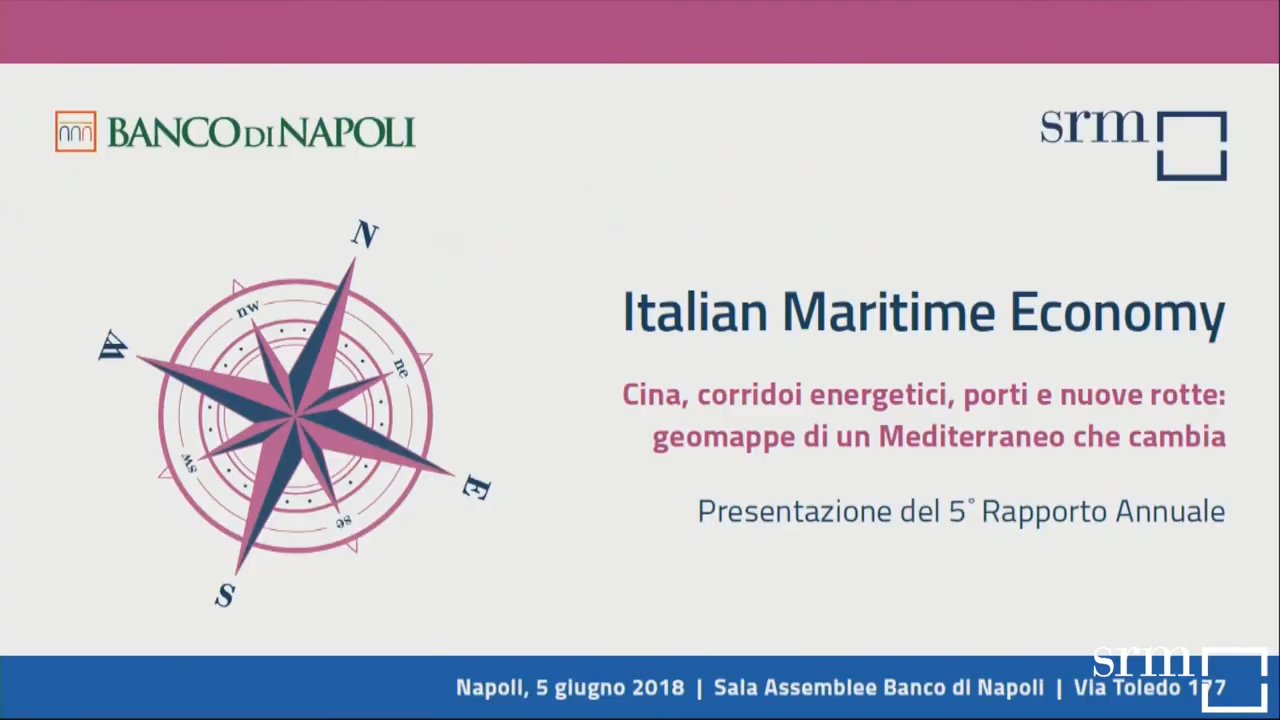 BANCO DI NAPOLI
srm
N
nw
W
ne
sw
E
se
S
Italian Maritime Economy
Cina, corridoi energetici, porti e nuove rotte:
geomappe di un Mediterraneo che cambia
Presentazione del 5° Rapporto Annuale
srm
Napoli, 5 giugno 2018 | Sala Assemblee Banco di Napoli | Via Toledo 177